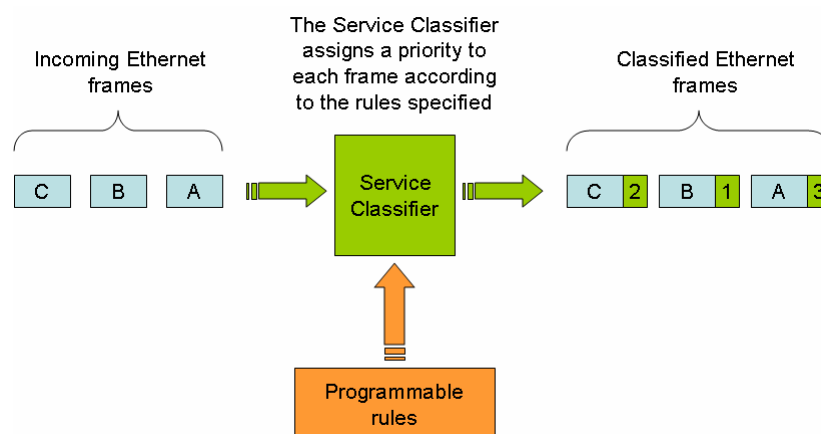 The Service Classifier
assigns a priority to
each frame according
to the rules specified
Incoming Ethernet
frames
Classified Ethernet
frames
C B A
Service
Classifier
C 2 B 1 A 3
Programmable
rules